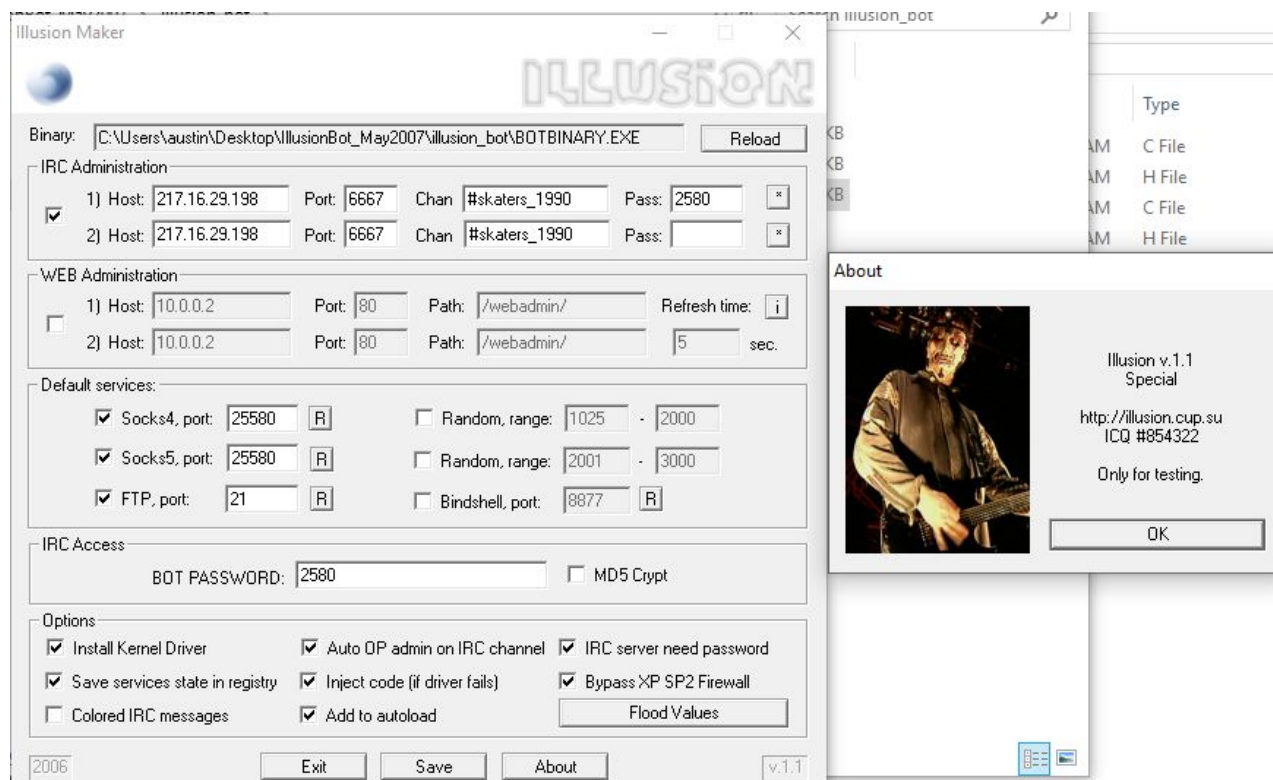 Illusion Maker
ILLUSION
Binary: C:\Users\austin\Desktop\IllusionBot_May2007\illusion_bot\BOTBINARY.EXE Reload
IRC Administration
1) Host: 217.16.29.198 Port: 6667 Chan #skaters_1990 Pass: 2580 *
2) Host: 217.16.29.198 Port: 6667 Chan #skaters_1990 Pass: *
WEB Administration
1) Host: 10.0.0.2 Port: 80 Path: /webadmin/ Refresh time: i
2) Host: 10.0.0.2 Port: 80 Path: /webadmin/ 5 sec.
Default services:
Socks4, port: 25580 R Random, range: 1025 - 2000
Socks5, port: 25580 R Random, range: 2001 - 3000
FTP, port: 21 R Bindshell, port: 8877 R
IRC Access
BOT PASSWORD: 2580 MD5 Crypt
Options
Install Kernel Driver Auto OP admin on IRC channel IRC server need password
Save services state in registry Inject code (if driver fails) Bypass XP SP2 Firewall
Colored IRC messages Add to autoload Flood Values
2006 Exit Save About v.1.1
Search illusion_bot
KB
KB
KB
Type
AM C File
AM H File
AM C File
AM H File
About
Illusion v.1.1
Special
http://illusion.cup.su
ICQ #854322
Only for testing.
OK